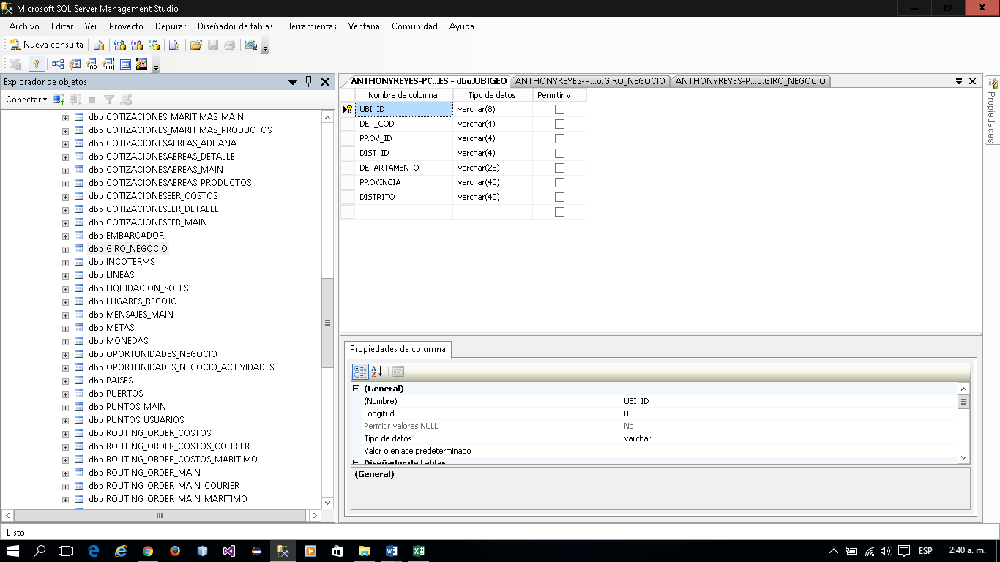 Microsoft SQL Server Management Studio
Archivo Editar Ver Proyecto Depurar Diseñador de tablas Herramientas Ventana Comunidad Ayuda
Nueva consulta
Explorador de objetos
Conectar
dbo.COTIZACIONES_MARITIMAS_MAIN
dbo.COTIZACIONES_MARITIMAS_PRODUCTOS
dbo.COTIZACIONESAEREAS_ADUANA
dbo.COTIZACIONESAEREAS_DETALLE
dbo.COTIZACIONESAEREAS_MAIN
dbo.COTIZACIONESAEREAS_PRODUCTOS
dbo.COTIZACIONESEER_COSTOS
dbo.COTIZACIONESEER_DETALLE
dbo.COTIZACIONESEER_MAIN
dbo.EMBARCADOR
dbo.GIRO_NEGOCIO
dbo.INCOTERMS
dbo.LINEAS
dbo.LIQUIDACION_SOLES
dbo.LUGARES_RECOJO
dbo.MENSAJES_MAIN
dbo.METAS
dbo.MONEDAS
dbo.OPORTUNIDADES_NEGOCIO
dbo.OPORTUNIDADES_NEGOCIO_ACTIVIDADES
dbo.PAISES
dbo.PUERTOS
dbo.PUNTOS_MAIN
dbo.PUNTOS_USUARIOS
dbo.ROUTING_ORDER_COSTOS
dbo.ROUTING_ORDER_COSTOS_COURIER
dbo.ROUTING_ORDER_COSTOS_MARITIMO
dbo.ROUTING_ORDER_MAIN
dbo.ROUTING_ORDER_MAIN_COURIER
dbo.ROUTING_ORDER_MAIN_MARITIMO
ANTHONYREYES-PC...ES - dbo.UBIGEO ANTHONYREYES-P...o.GIRO_NEGOCIO ANTHONYREYES-P...o.GIRO_NEGOCIO
Nombre de columna Tipo de datos Permitir v...
UBI_ID varchar(8)
DEP_COD varchar(4)
PROV_ID varchar(4)
DIST_ID varchar(4)
DEPARTAMENTO varchar(25)
PROVINCIA varchar(40)
DISTRITO varchar(40)
Propiedades de columna
(General)
(Nombre) UBI_ID
Longitud 8
Permitir valores NULL No
Tipo de datos varchar
Valor o enlace predeterminado
Diseñador de tablas
(General)
Propiedades
Listo
ESP 2:40 a. m.